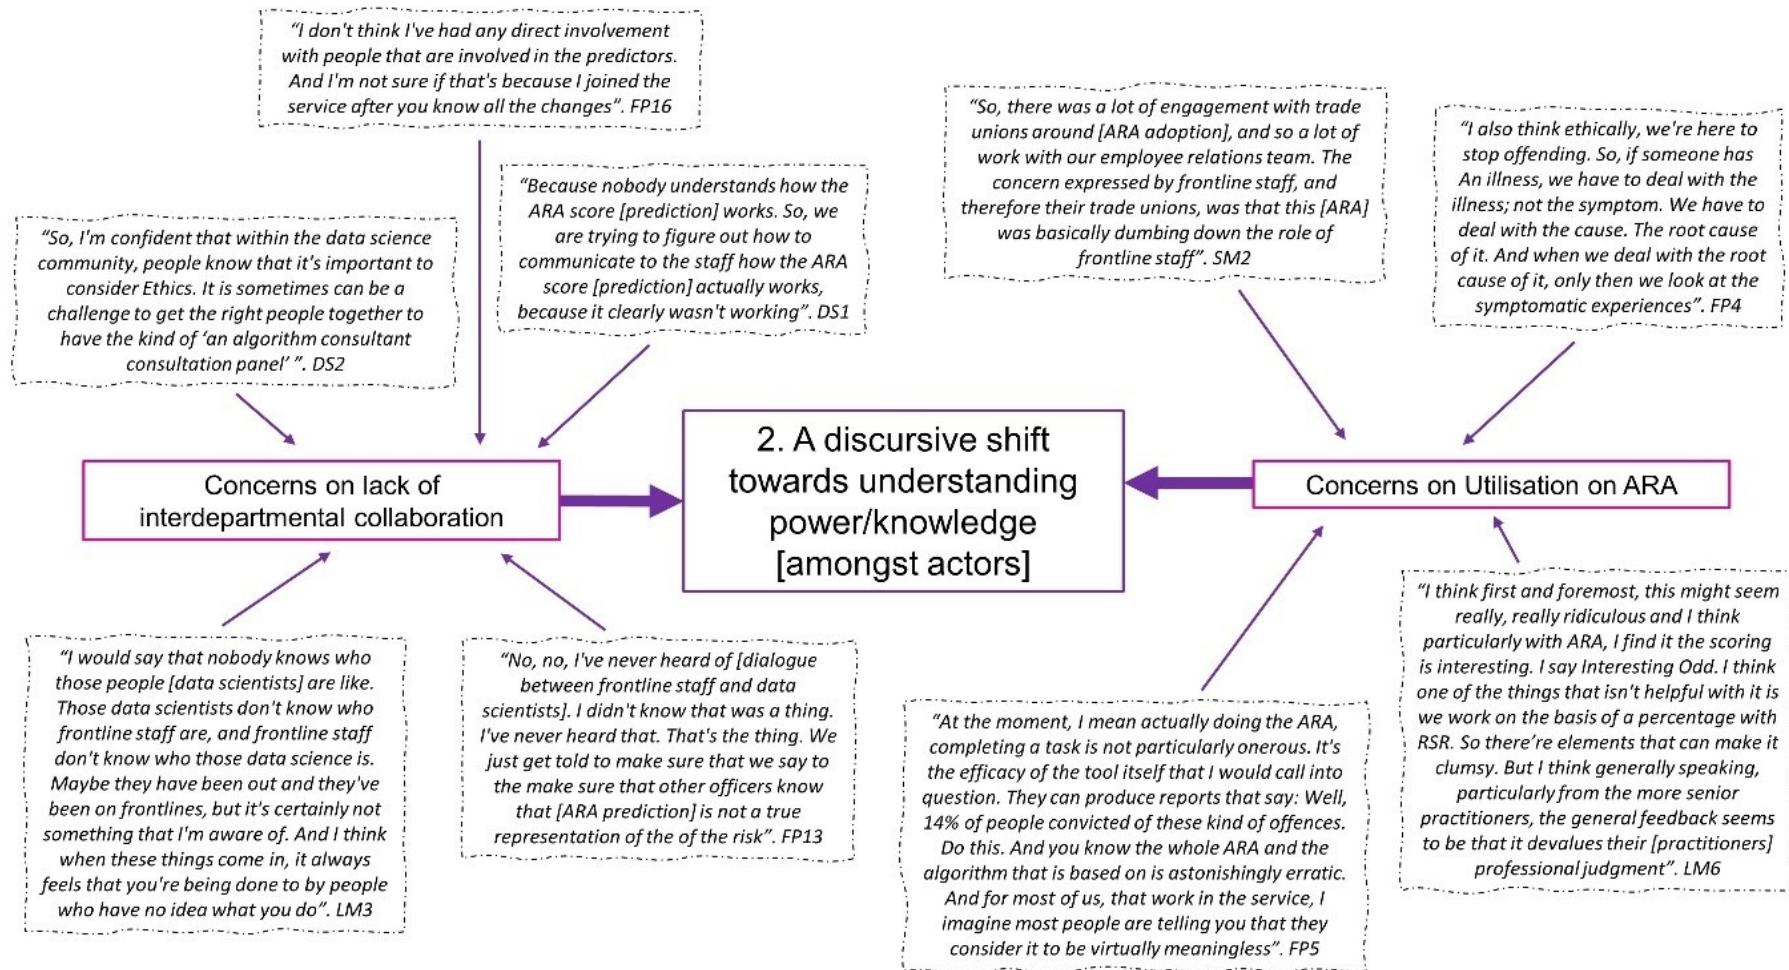 “I don't think I've had any direct involvement
with people that are involved in the predictors.
And I'm not sure if that's because I joined the
service after you know all the changes”. FP16
“So, I'm confident that within the data science
community, people know that it's important to
consider Ethics. It is sometimes can be a
challenge to get the right people together to
have the kind of ‘an algorithm consultant
consultation panel’ ”. DS2
“Because nobody understands how the
ARA score [prediction] works. So, we
are trying to figure out how to
communicate to the staff how the ARA
score [prediction] actually works,
because it clearly wasn't working”. DS1
“So, there was a lot of engagement with trade
unions around [ARA adoption], and so a lot of
work with our employee relations team. The
concern expressed by frontline staff, and
therefore their trade unions, was that this [ARA]
was basically dumbing down the role of
frontline staff”. SM2
“I also think ethically, we're here to
stop offending. So, if someone has
An illness, we have to deal with the
illness; not the symptom. We have to
deal with the cause. The root cause
of it. And when we deal with the root
cause of it, only then we look at the
symptomatic experiences”. FP4
Concerns on lack of
interdepartmental collaboration
2. A discursive shift
towards understanding
power/knowledge
[amongst actors]
Concerns on Utilisation on ARA
“I would say that nobody knows who
those people [data scientists] are like.
Those data scientists don't know who
frontline staff are, and frontline staff
don't know who those data science is.
Maybe they have been out and they've
been on frontlines, but it's certainly not
something that I'm aware of. And I think
when these things come in, it always
feels that you're being done to by people
who have no idea what you do”. LM3
“No, no, I've never heard of [dialogue
between frontline staff and data
scientists]. I didn't know that was a thing.
I've never heard that. That's the thing. We
just get told to make sure that we say to
the make sure that other officers know
that [ARA prediction] is not a true
representation of the of the risk”. FP13
“At the moment, I mean actually doing the ARA,
completing a task is not particularly onerous. It's
the efficacy of the tool itself that I would call into
question. They can produce reports that say: Well,
14% of people convicted of these kind of offences.
Do this. And you know the whole ARA and the
algorithm that is based on is astonishingly erratic.
And for most of us, that work in the service, I
imagine most people are telling you that they
consider it to be virtually meaningless”. FP5
“I think first and foremost, this might seem
really, really ridiculous and I think
particularly with ARA, I find it the scoring
is interesting. I say Interesting Odd. I think
one of the things that isn't helpful with it is
we work on the basis of a percentage with
RSR. So there’re elements that can make it
clumsy. But I think generally speaking,
particularly from the more senior
practitioners, the general feedback seems
to be that it devalues their [practitioners]
professional judgment”. LM6